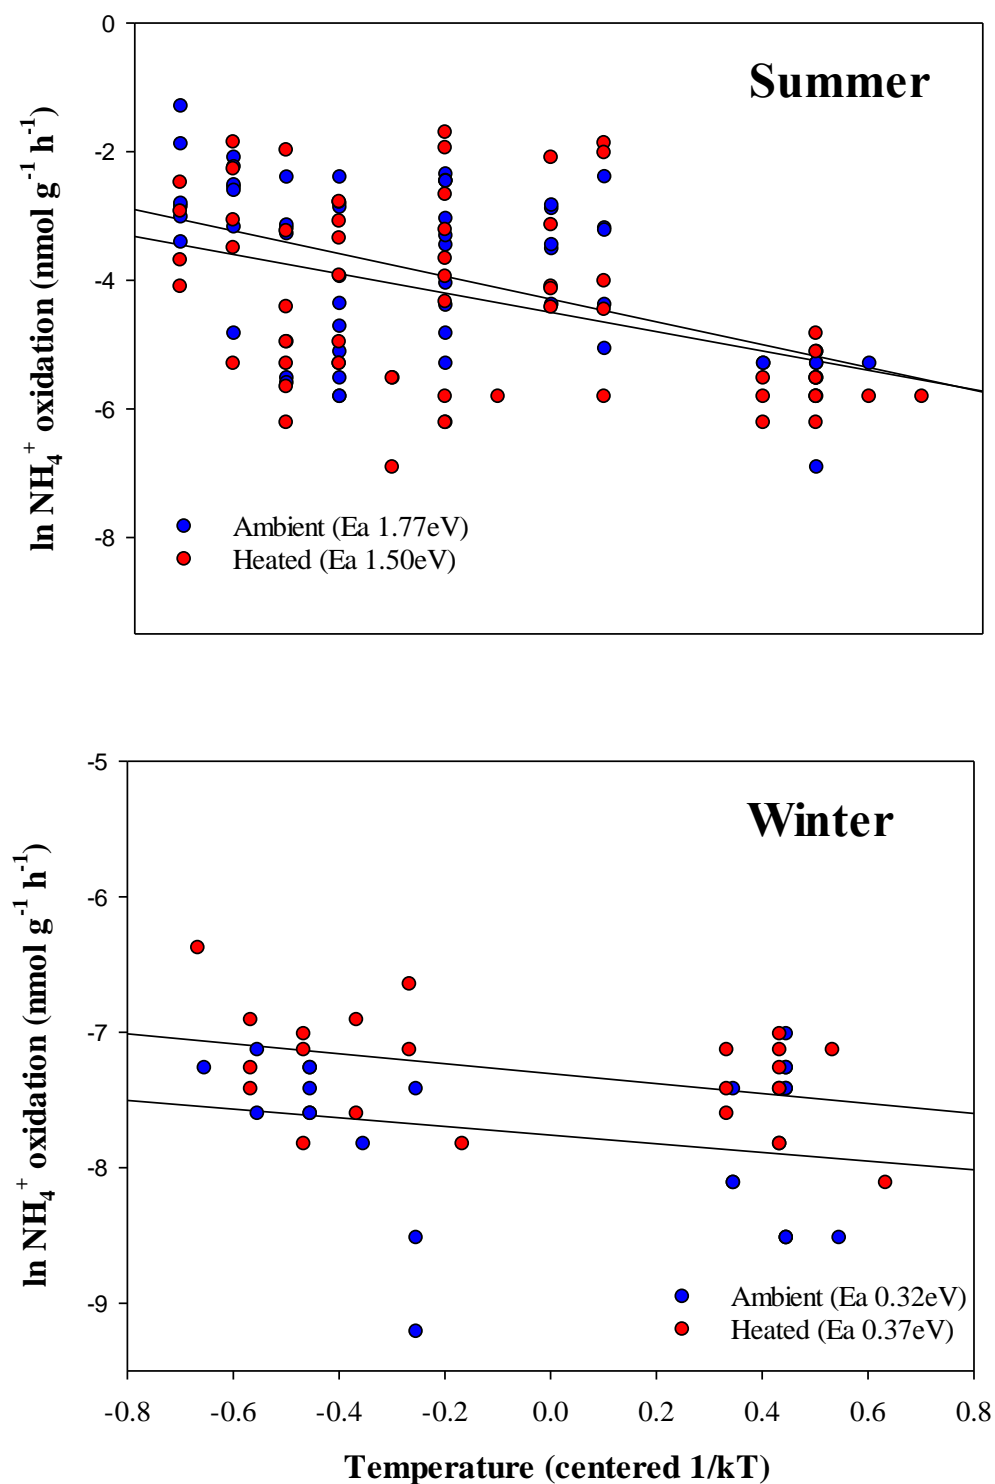 Summer
0
-2
-4
-6
-8
ln NH₄⁺ oxidation (nmol g⁻¹ h⁻¹)
Ambient (Ea 1.77eV)
Heated (Ea 1.50eV)
Winter
-5
-6
-7
-8
-9
ln NH₄⁺ oxidation (nmol g⁻¹ h⁻¹)
Ambient (Ea 0.32eV)
Heated (Ea 0.37eV)
-0.8 -0.6 -0.4 -0.2 0.0 0.2 0.4 0.6 0.8
Temperature (centered 1/kT)